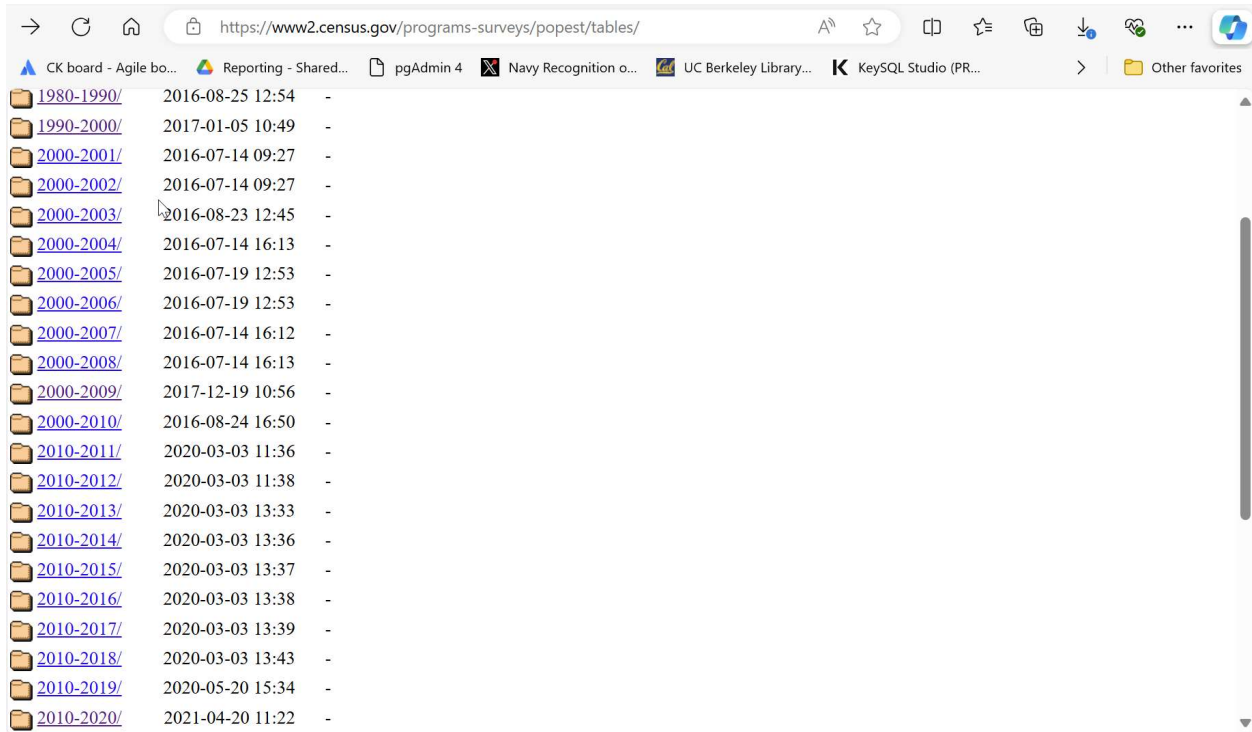 https://www2.census.gov/programs-surveys/popest/tables/
CK board - Agile bo... Reporting - Shared... pgAdmin 4 Navy Recognition o... Cal UC Berkeley Library... K KeySQL Studio (PR... Other favorites
1980-1990/ 2016-08-25 12:54 -
1990-2000/ 2017-01-05 10:49 -
2000-2001/ 2016-07-14 09:27 -
2000-2002/ 2016-07-14 09:27 -
2000-2003/ 2016-08-23 12:45 -
2000-2004/ 2016-07-14 16:13 -
2000-2005/ 2016-07-19 12:53 -
2000-2006/ 2016-07-19 12:53 -
2000-2007/ 2016-07-14 16:12 -
2000-2008/ 2016-07-14 16:13 -
2000-2009/ 2017-12-19 10:56 -
2000-2010/ 2016-08-24 16:50 -
2010-2011/ 2020-03-03 11:36 -
2010-2012/ 2020-03-03 11:38 -
2010-2013/ 2020-03-03 13:33 -
2010-2014/ 2020-03-03 13:36 -
2010-2015/ 2020-03-03 13:37 -
2010-2016/ 2020-03-03 13:38 -
2010-2017/ 2020-03-03 13:39 -
2010-2018/ 2020-03-03 13:43 -
2010-2019/ 2020-05-20 15:34 -
2010-2020/ 2021-04-20 11:22 -